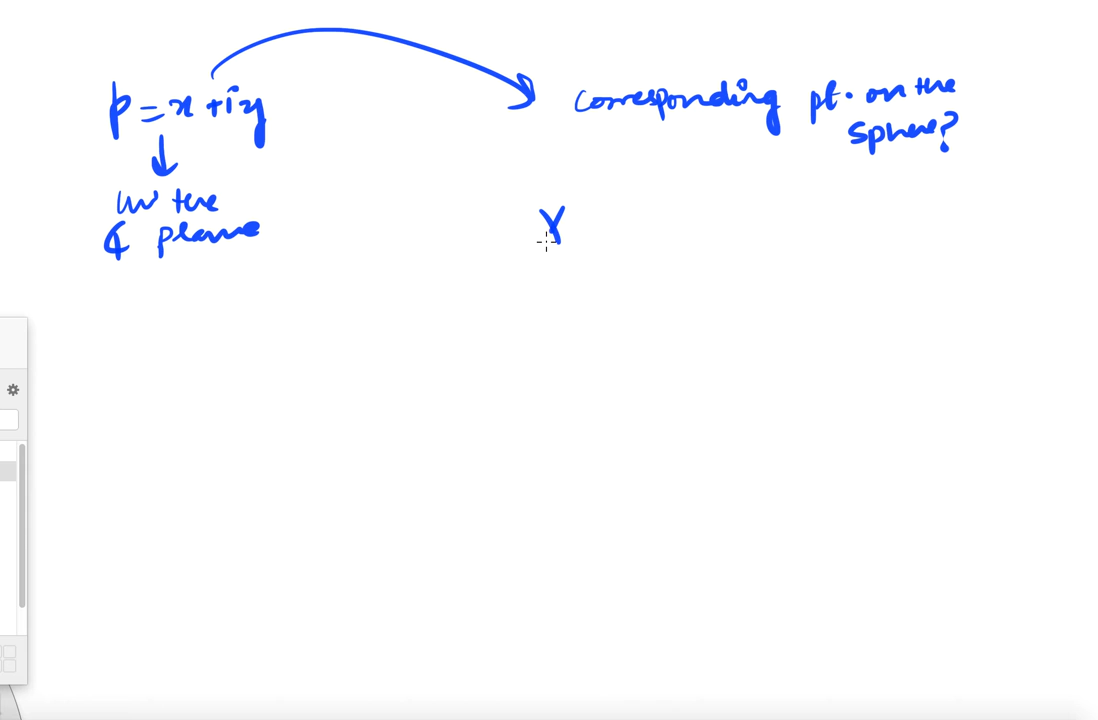 p = x + iy
corresponding pt. on the
sphere?
in the
ℂ plane
X